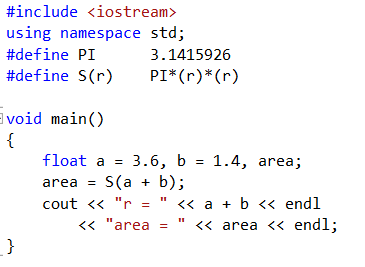 #include <iostream>
using namespace std;
#define PI     3.1415926
#define S(r)   PI*(r)*(r)
void main()
{
    float a = 3.6, b = 1.4, area;
    area = S(a + b);
    cout << "r = " << a + b << endl
        << "area = " << area << endl;
}